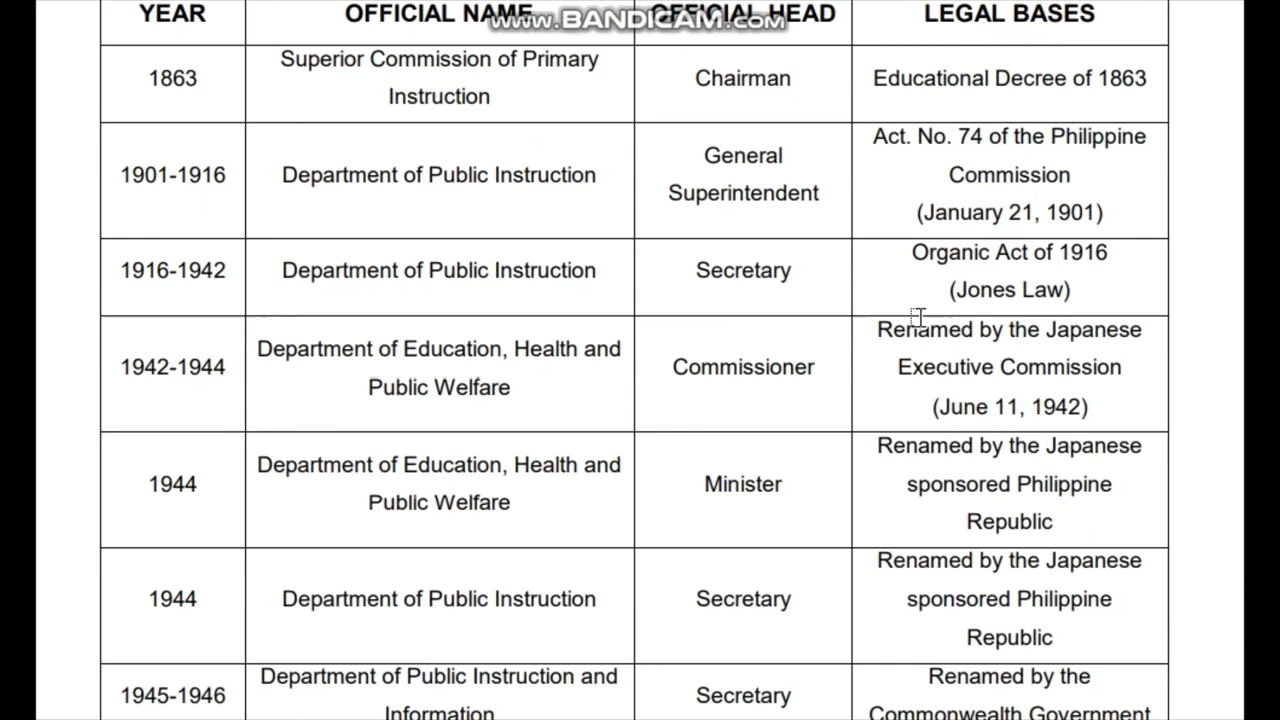 YEAR OFFICIAL NAME OFFICIAL HEAD LEGAL BASES
www.BANDICAM.com
1863 Superior Commission of Primary Instruction Chairman Educational Decree of 1863
1901-1916 Department of Public Instruction General Superintendent Act. No. 74 of the Philippine Commission (January 21, 1901)
1916-1942 Department of Public Instruction Secretary Organic Act of 1916 (Jones Law)
1942-1944 Department of Education, Health and Public Welfare Commissioner Renamed by the Japanese Executive Commission (June 11, 1942)
1944 Department of Education, Health and Public Welfare Minister Renamed by the Japanese sponsored Philippine Republic
1944 Department of Public Instruction Secretary Renamed by the Japanese sponsored Philippine Republic
1945-1946 Department of Public Instruction and Information Secretary Renamed by the Commonwealth Government